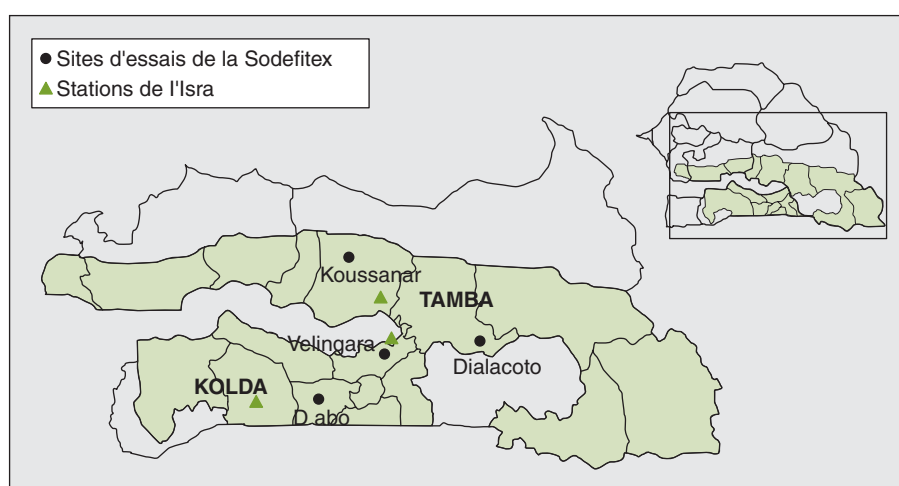 Sites d'essais de la Sodefitex
Stations de l'Isra
Koussanar
TAMBA
Velingara
Dialacoto
KOLDA
D abo